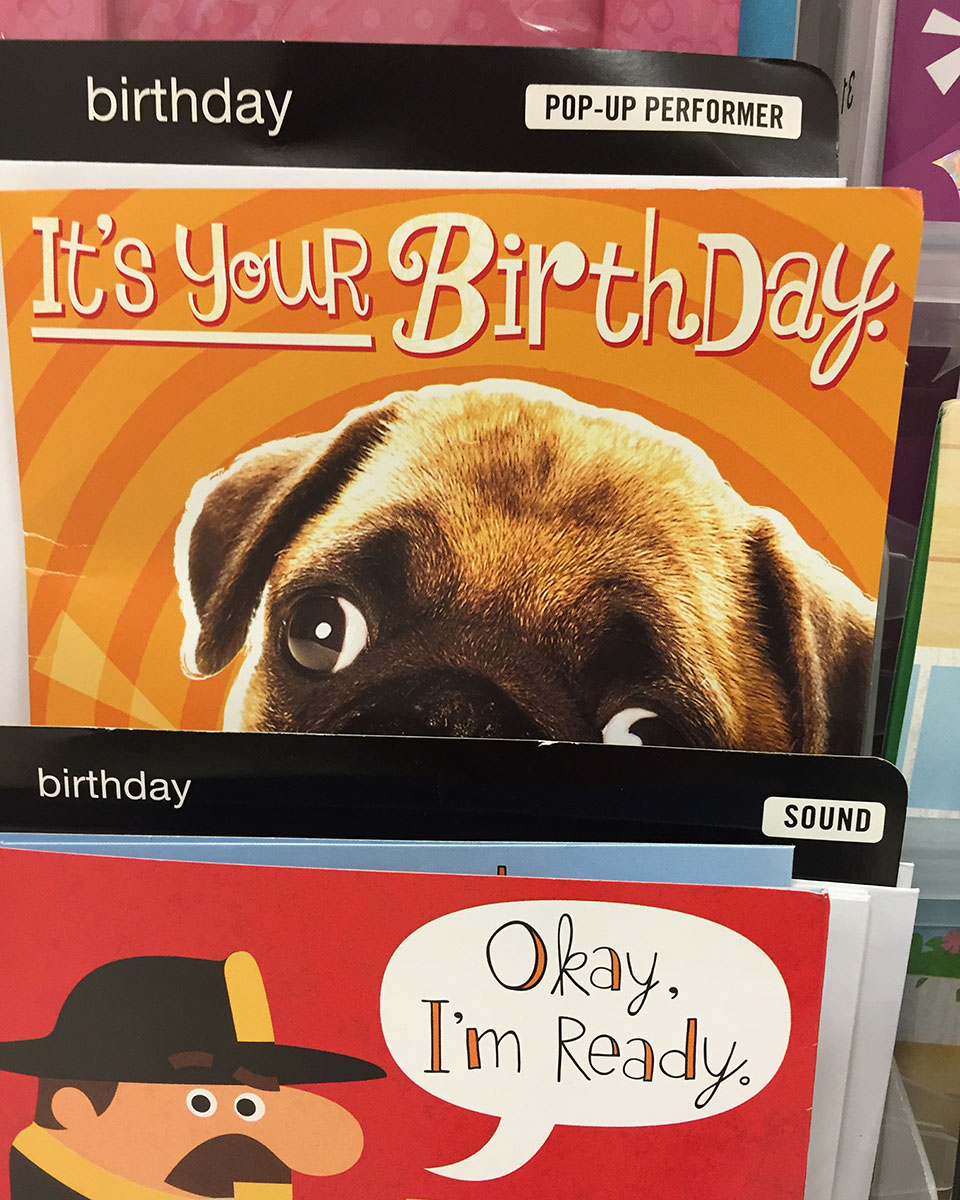 birthday
POP-UP PERFORMER
It's your BirthDay.
birthday
SOUND
Okay,
I'm Ready.